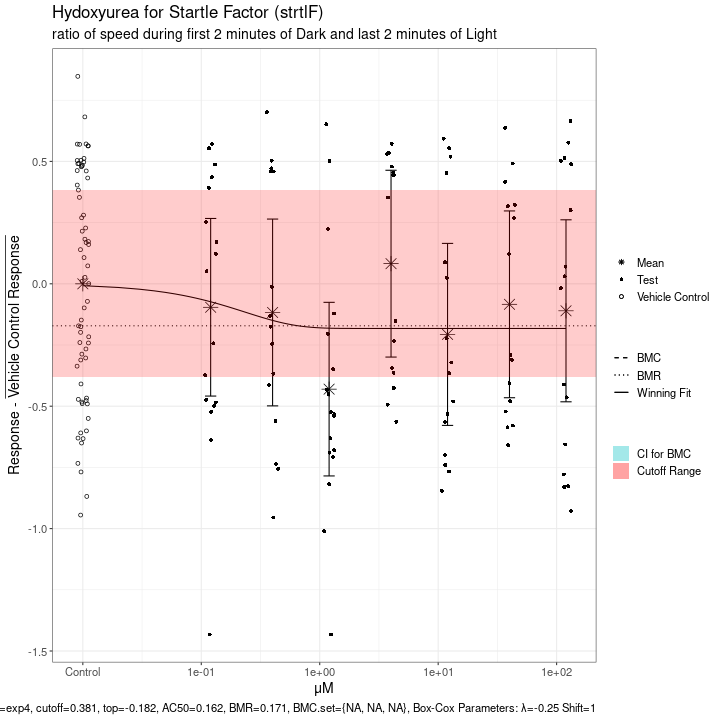 Hydoxyurea for Startle Factor (strtlF)
ratio of speed during first 2 minutes of Dark and last 2 minutes of Light
Response - Vehicle Control Response
0.5
0.0
-0.5
-1.0
-1.5
Control
1e-01
1e+00
1e+01
1e+02
µM
Mean
Test
Vehicle Control
BMC
BMR
Winning Fit
CI for BMC
Cutoff Range
=exp4, cutoff=0.381, top=-0.182, AC50=0.162, BMR=0.171, BMC.set={NA, NA, NA}, Box-Cox Parameters: λ=-0.25 Shift=1